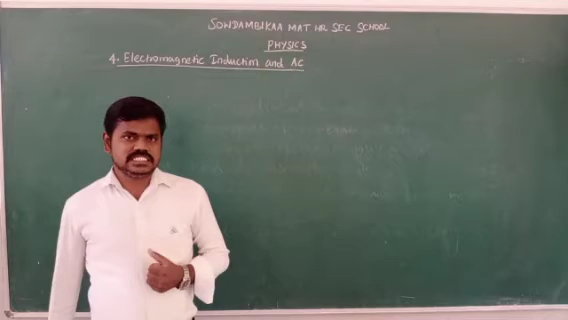 SOWDAMBIKAA MAT HR SEC SCHOOL
PHYSICS
4. Electromagnetic Induction and AC